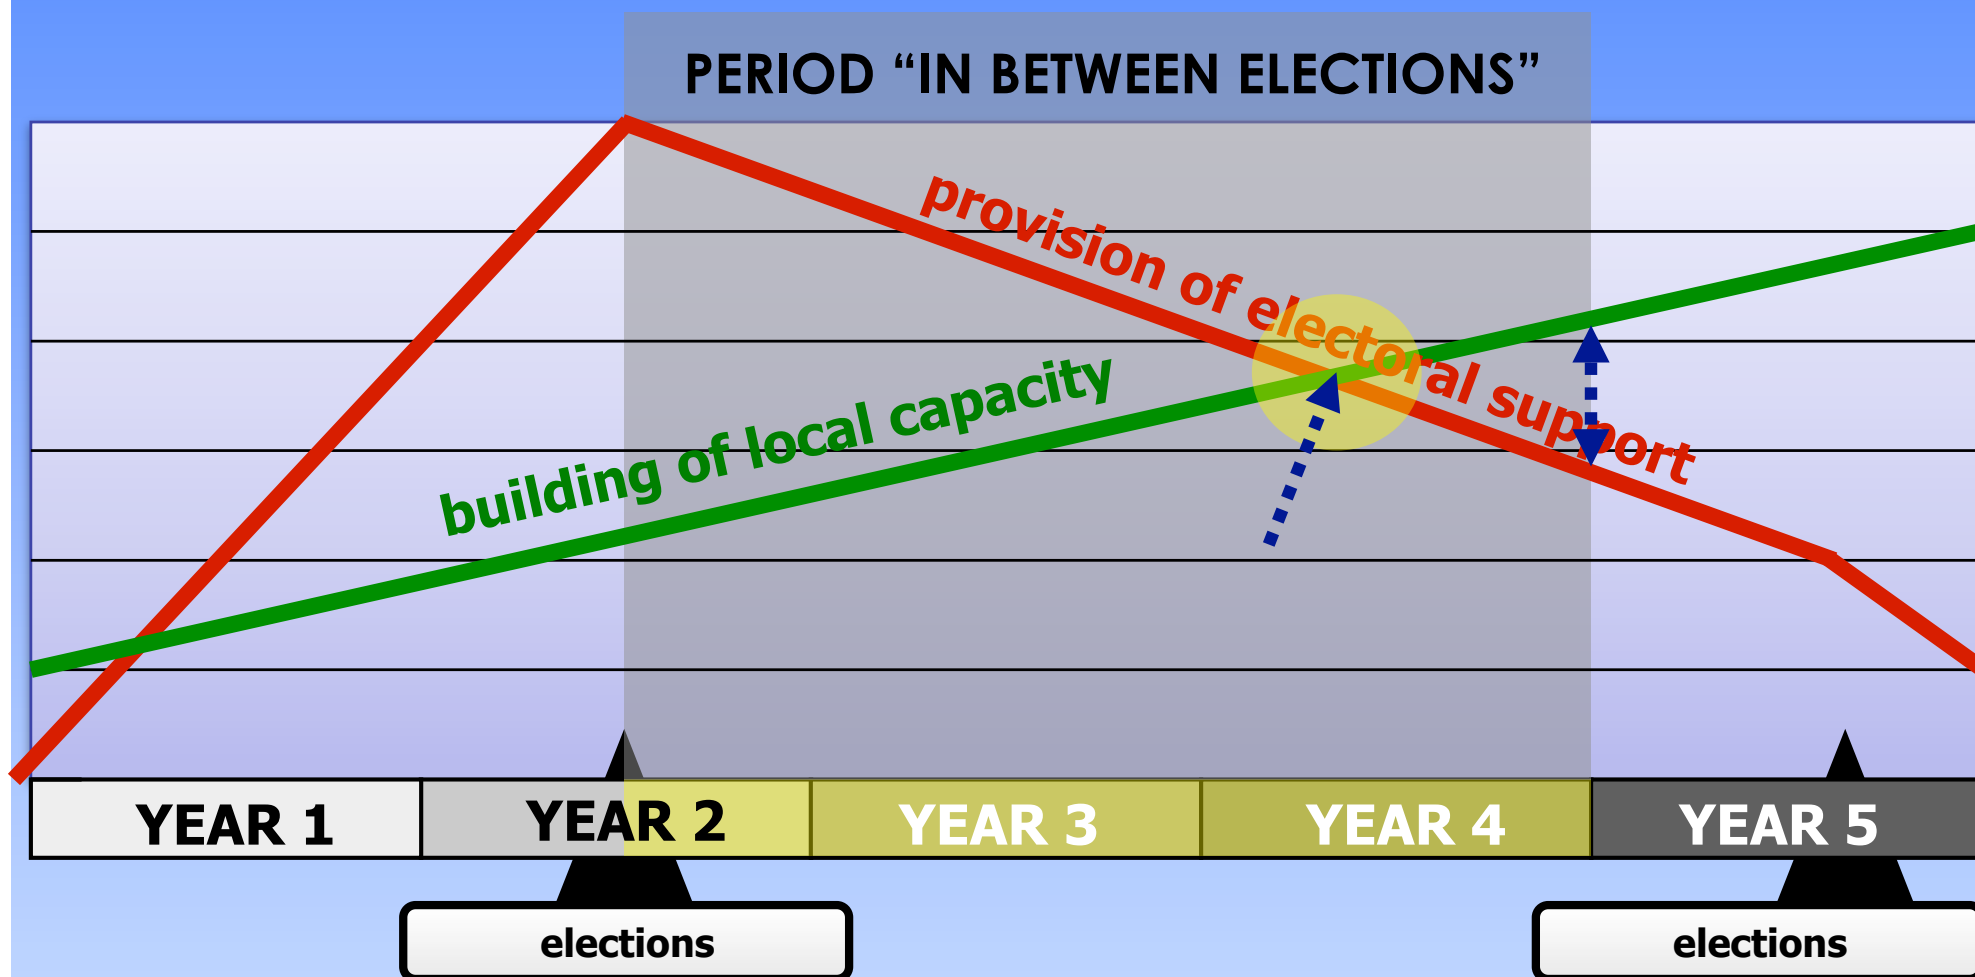 PERIOD “IN BETWEEN ELECTIONS”
provision of electoral support
building of local capacity
YEAR 1
YEAR 2
YEAR 3
YEAR 4
YEAR 5
elections
elections